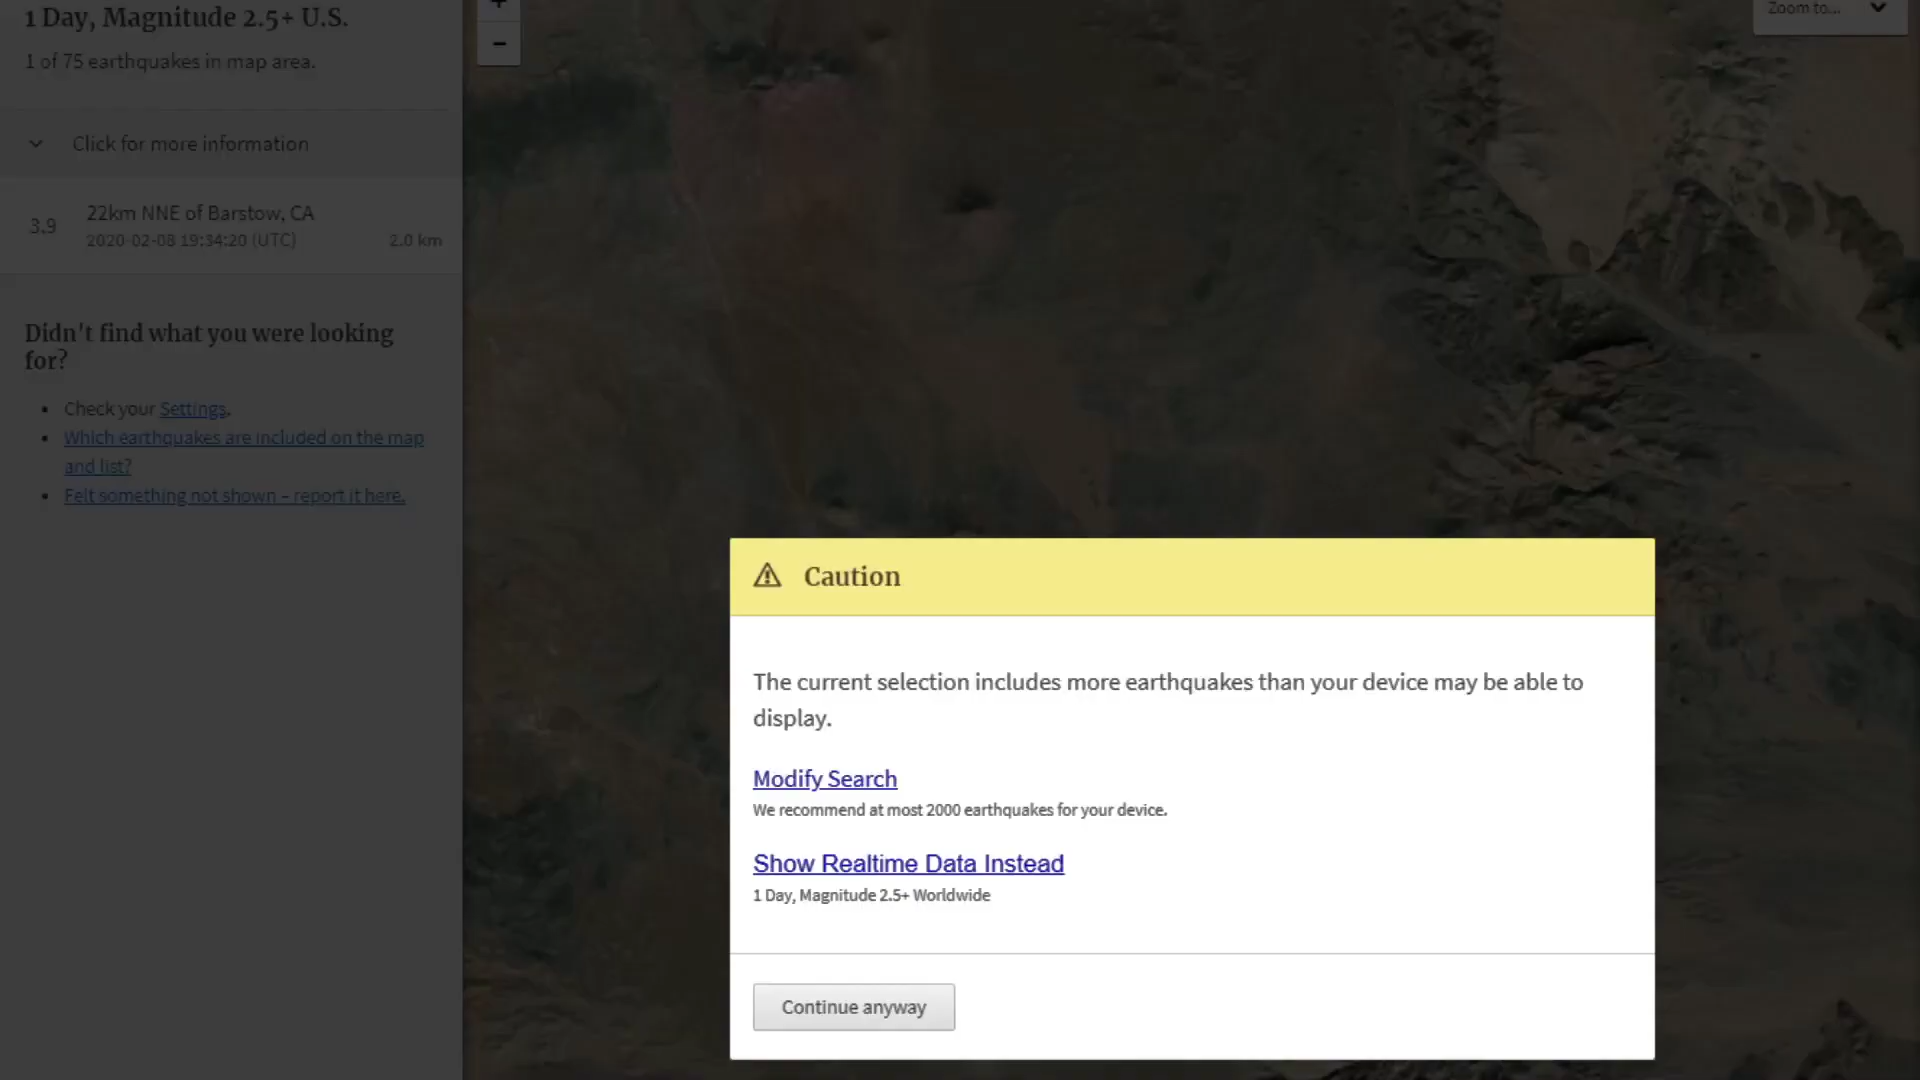 1 Day, Magnitude 2.5+ U.S.
1 of 75 earthquakes in map area.
Click for more information
3.9
22km NNE of Barstow, CA
2020-02-08 19:34:20 (UTC)
2.0 km
Didn't find what you were looking
for?
• Check your Settings.
• Which earthquakes are included on the map
and list?
• Felt something not shown – report it here.
+
−
Zoom to...
Caution
The current selection includes more earthquakes than your device may be able to
display.
Modify Search
We recommend at most 2000 earthquakes for your device.
Show Realtime Data Instead
1 Day, Magnitude 2.5+ Worldwide
Continue anyway